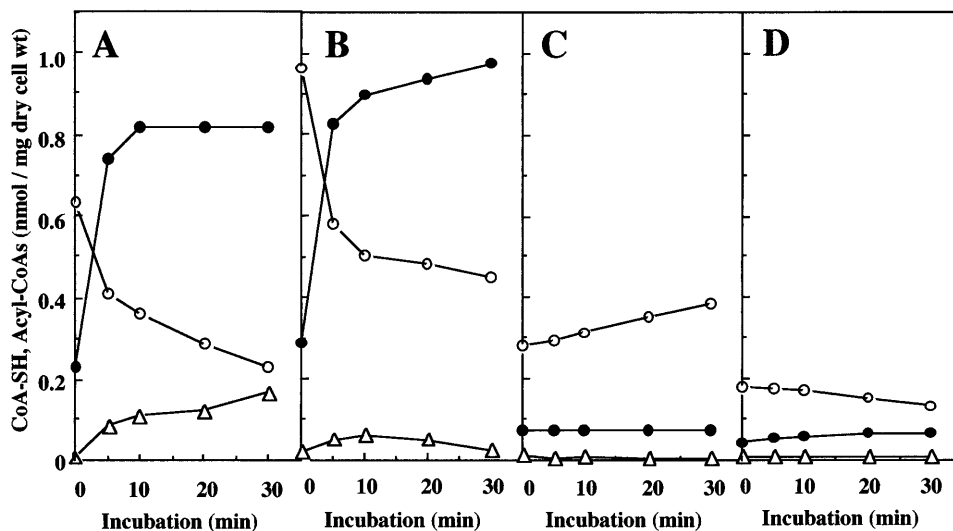 A B C D
CoA-SH, Acyl-CoAs (nmol / mg dry cell wt)
1.0
0.8
0.6
0.4
0.2
0
0 10 20 30 0 10 20 30 0 10 20 30 0 10 20 30
Incubation (min) Incubation (min) Incubation (min) Incubation (min)